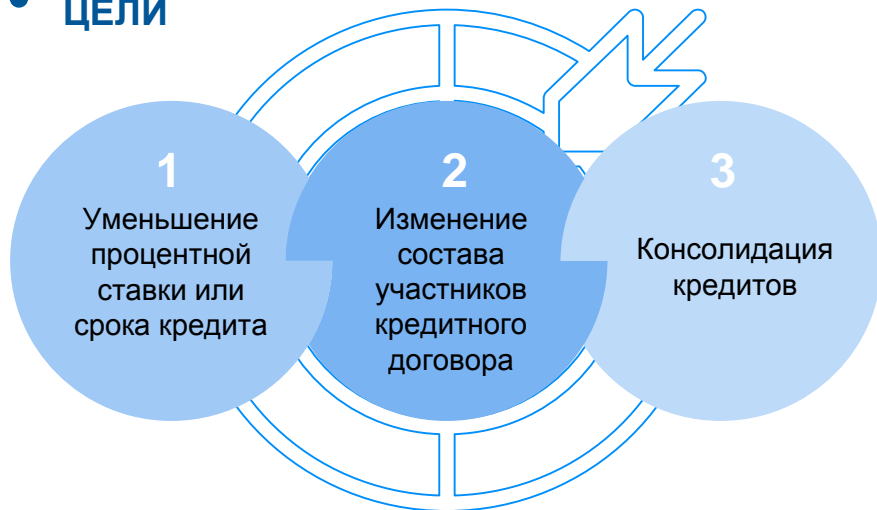 • ЦЕЛИ
1
Уменьшение
процентной
ставки или
срока кредита
2
Изменение
состава
участников
кредитного
договора
3
Консолидация
кредитов